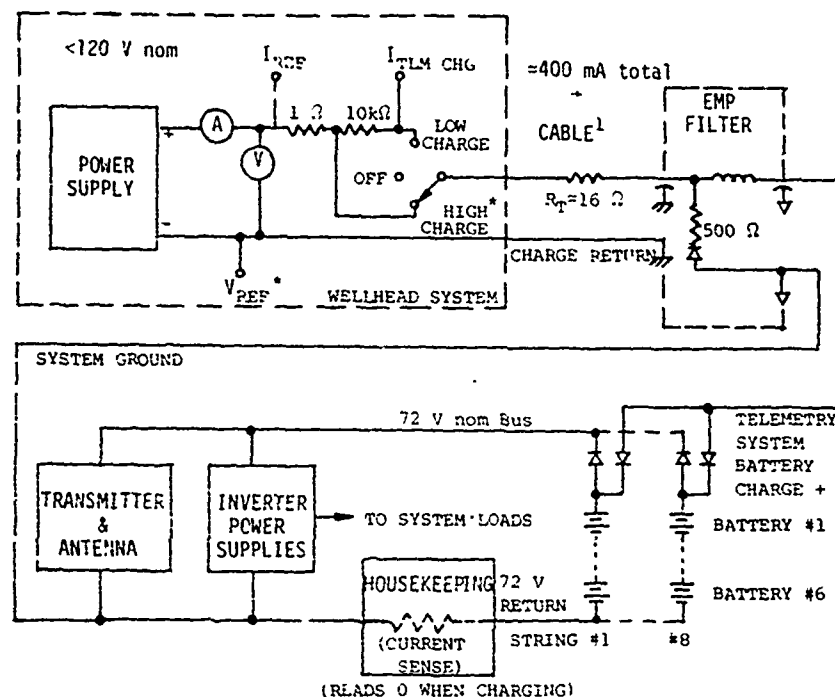 <120 V nom
I REF
I TLM CHG
≈400 mA total
→
CABLE¹
EMP
FILTER
1 Ω
10kΩ
LOW
CHARGE
A
V
POWER
SUPPLY
+
-
OFF
HIGH*
CHARGE
R_T=16 Ω
500 Ω
CHARGE RETURN
V REF*
WELLHEAD SYSTEM
SYSTEM GROUND
72 V nom Bus
TELEMETRY
SYSTEM
BATTERY
CHARGE +
TRANSMITTER
&
ANTENNA
INVERTER
POWER
SUPPLIES
TO SYSTEM LOADS
BATTERY #1
HOUSEKEEPING
72 V
RETURN
BATTERY #6
(CURRENT
SENSE)
STRING #1
#8
(READS 0 WHEN CHARGING)